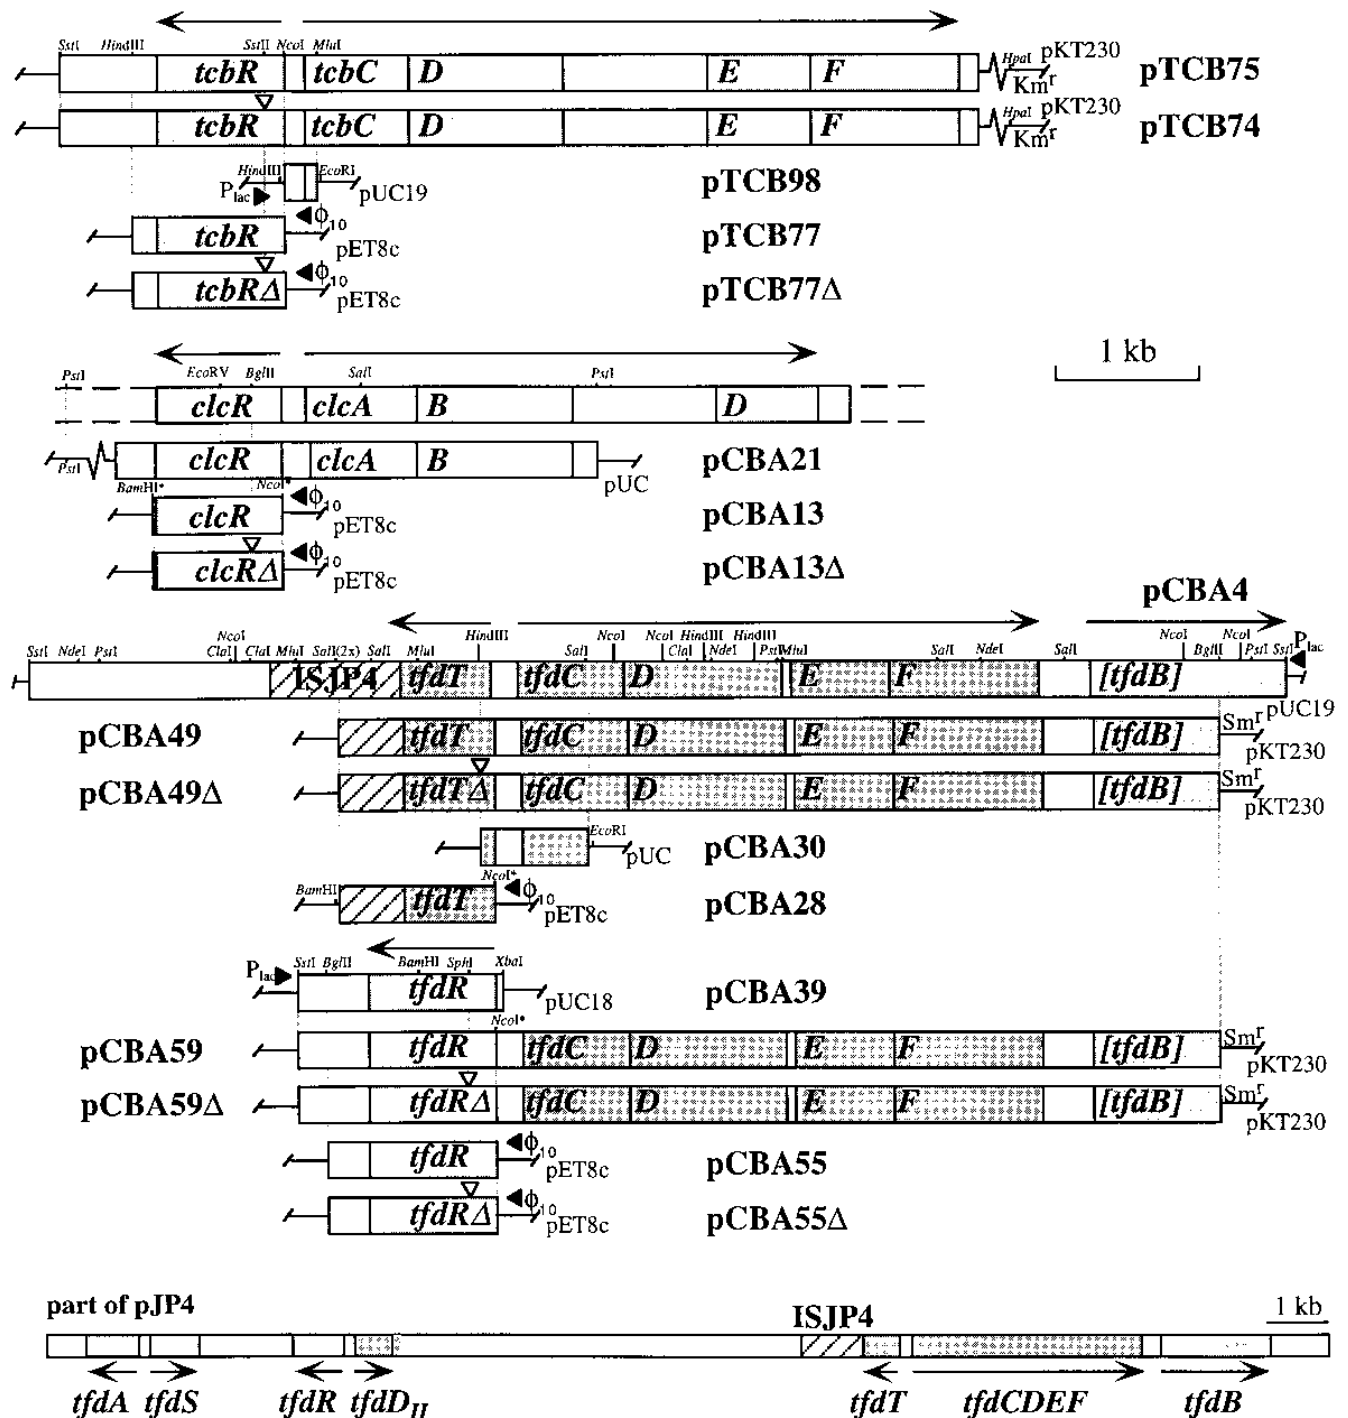 SstI HindIII SstII NcoI MluI
tcbR tcbC D E F HpaI pKT230 Kmr pTCB75
tcbR tcbC D E F HpaI pKT230 Kmr pTCB74
HindIII EcoRI Plac pUC19 pTCB98
tcbR ϕ10 pET8c pTCB77
tcbRΔ ϕ10 pET8c pTCB77Δ
1 kb
PstI EcoRV BglII SalI PstI
clcR clcA B D
PstI clcR clcA B pUC pCBA21
BamHI* NcoI*
clcR ϕ10 pET8c pCBA13
clcRΔ ϕ10 pET8c pCBA13Δ
pCBA4
SstI NdeI PstI NcoI ClaI ClaI MluI SalI(2x) SalI MluI HindIII SalI NcoI NcoI ClaI HindIII NdeI HindIII PstI MluI SalI NdeI SalI NcoI BglII NcoI PstI SstI Plac
ISJP4 tfdT tfdC D E F [tfdB] pUC19
pCBA49 tfdT tfdC D E F [tfdB] Smr pKT230
pCBA49Δ tfdTΔ tfdC D E F [tfdB] Smr pKT230
EcoRI pUC pCBA30
BamHI NcoI*
tfdT ϕ10 pET8c pCBA28
Plac SstI BglII BamHI SphI XbaI
tfdR pUC18 pCBA39
NcoI*
pCBA59 tfdR tfdC D E F [tfdB] Smr pKT230
pCBA59Δ tfdRΔ tfdC D E F [tfdB] Smr pKT230
tfdR ϕ10 pET8c pCBA55
tfdRΔ ϕ10 pET8c pCBA55Δ
part of pJP4 ISJP4 1 kb
tfdA tfdS tfdR tfdDII tfdT tfdCDEF tfdB